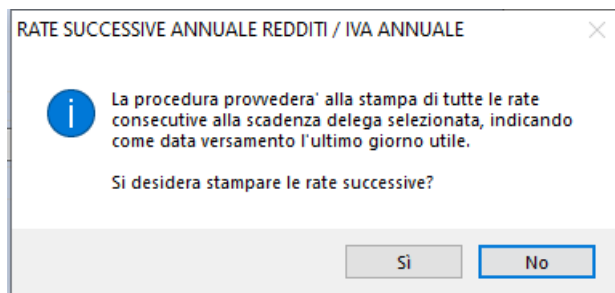 RATE SUCCESSIVE ANNUALE REDDITI / IVA ANNUALE
La procedura provvedera' alla stampa di tutte le rate
consecutive alla scadenza delega selezionata, indicando
come data versamento l'ultimo giorno utile.
Si desidera stampare le rate successive?
Sì
No